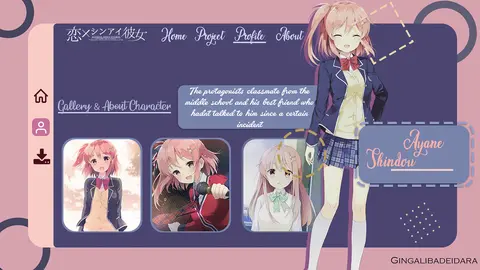 恋×シンアイ彼女
Home Project Profile About
Gallery & About Character
The protagonists classmate from the
middle school and his best friend who
hadat talked to him since a certain
incident
Ayane
Shindou
GINGALIBADEIDARA